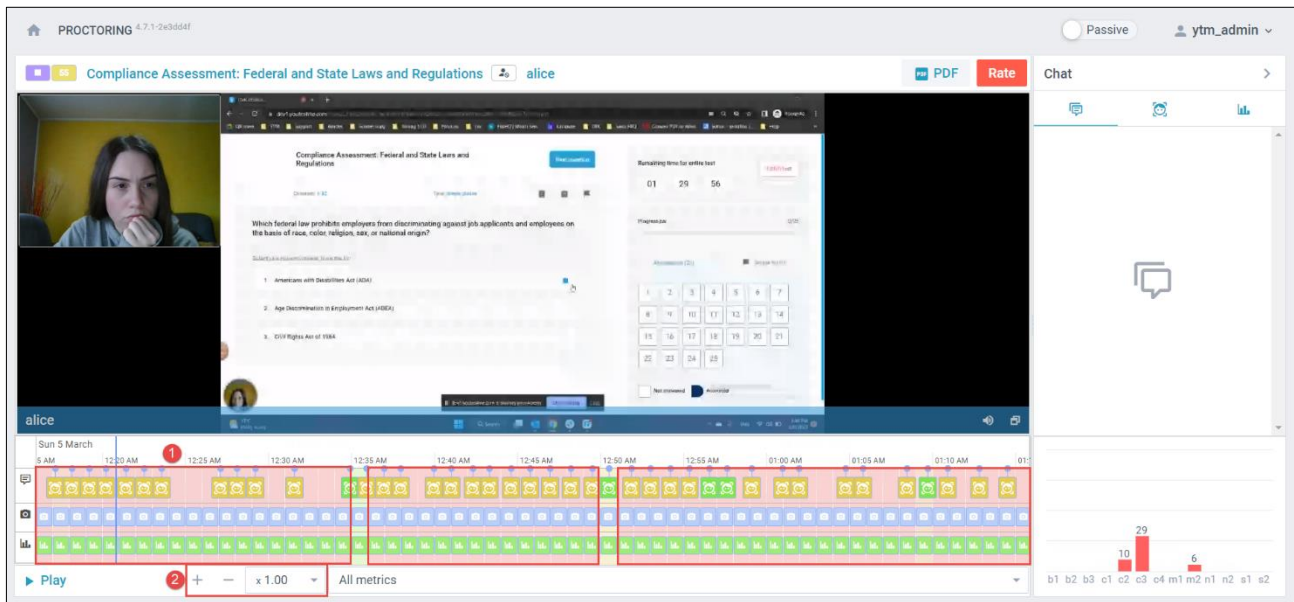 PROCTORING 4.7.1-2e3dd4f
Passive
ytm_admin
Compliance Assessment: Federal and State Laws and Regulations
alice
PDF
Rate
Chat
Compliance Assessment: Federal and State Laws and
Regulations
Next question
Remaining time for entire test
01 29 56
Which federal law prohibits employers from discriminating against job applicants and employees on
the basis of race, color, religion, sex, or national origin?
1 Americans with Disabilities Act (ADA)
2 Age Discrimination in Employment Act (ADEA)
3 Civil Rights Act of 1964
1 2 3 4 5 6 7
8 9 10 11 12 13 14
15 16 17 18 19 20 21
22 23 24 25
Not answered
Answered
alice
Sun 5 March
5 AM 12:20 AM 12:25 AM 12:30 AM 12:35 AM 12:40 AM 12:45 AM 12:50 AM 12:55 AM 01:00 AM 01:05 AM 01:10 AM 01:
1
29
10
6
b1 b2 b3 c1 c2 c3 c4 m1 m2 n1 n2 s1 s2
Play
2
+ − x 1.00
All metrics